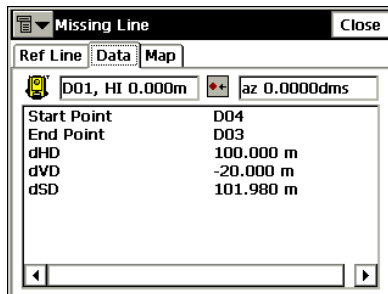 Missing Line Close
Ref Line Data Map
D01, HI 0.000m az 0.0000dms
Start Point D04
End Point D03
dHD 100.000 m
dVD -20.000 m
dSD 101.980 m